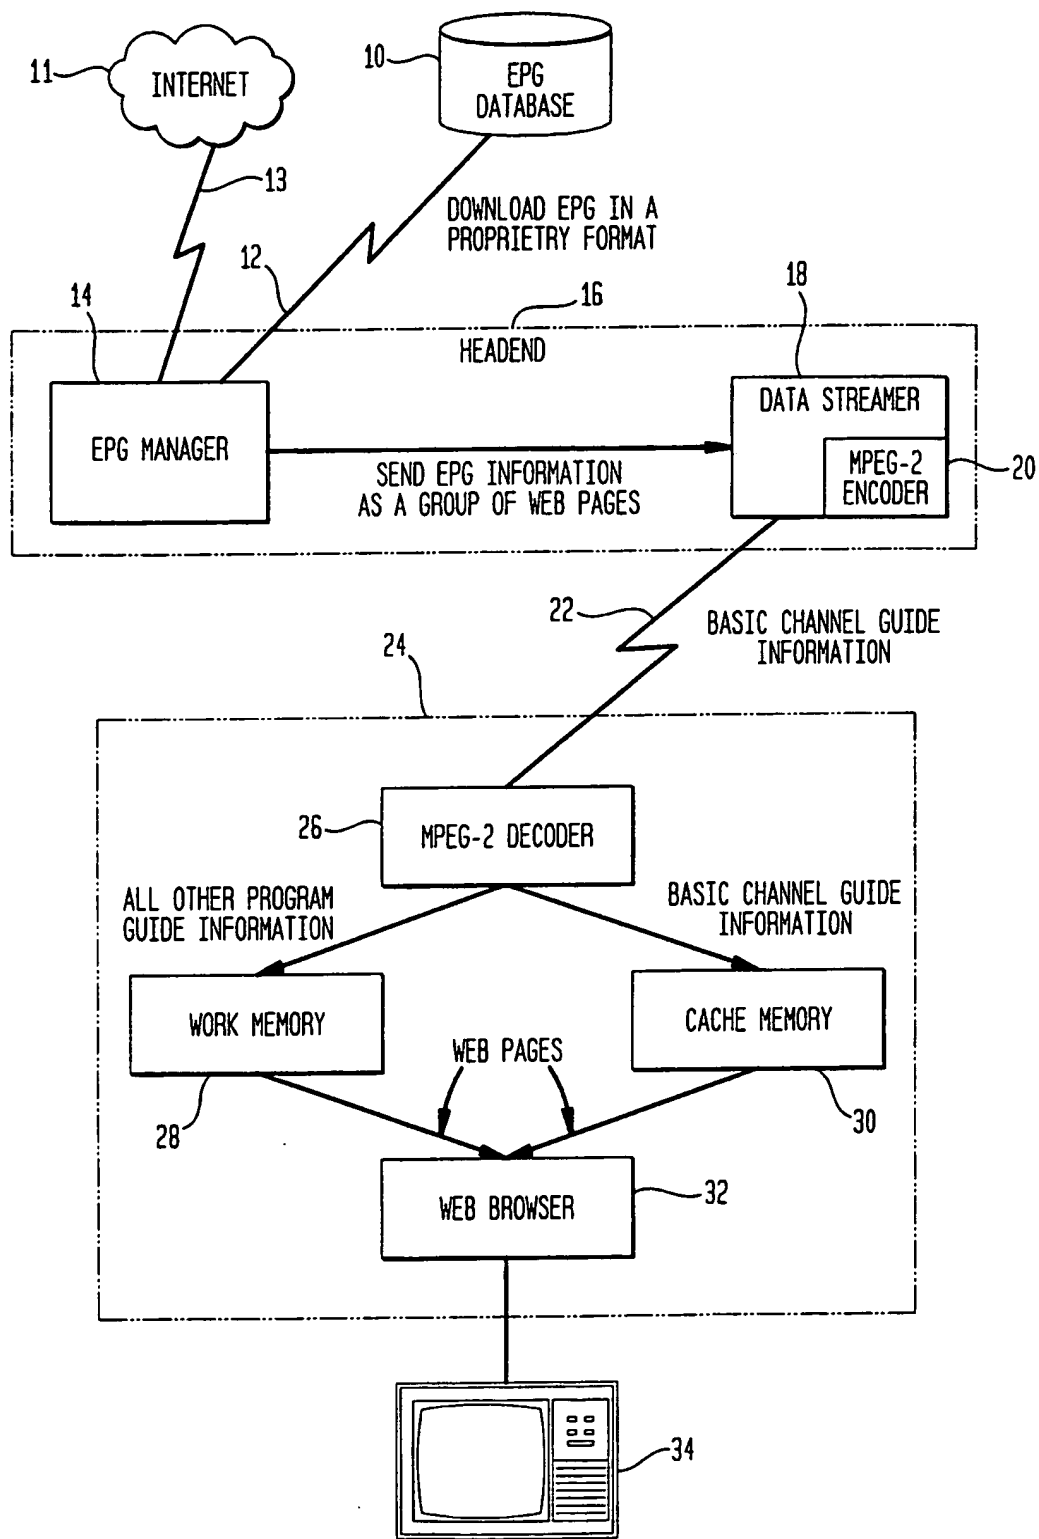 11
INTERNET
10
EPG
DATABASE
13
DOWNLOAD EPG IN A
PROPRIETRY FORMAT
12
14
16
18
HEADEND
EPG MANAGER
DATA STREAMER
MPEG-2
ENCODER
20
SEND EPG INFORMATION
AS A GROUP OF WEB PAGES
22
BASIC CHANNEL GUIDE
INFORMATION
24
26
MPEG-2 DECODER
ALL OTHER PROGRAM
GUIDE INFORMATION
BASIC CHANNEL GUIDE
INFORMATION
WORK MEMORY
CACHE MEMORY
WEB PAGES
28
30
WEB BROWSER
32
34